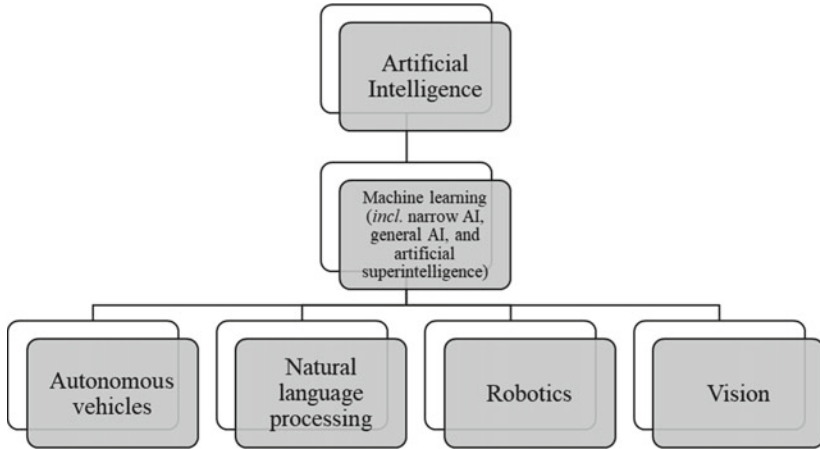 Artificial
Intelligence
Machine learning
(incl. narrow AI,
general AI, and
artificial
superintelligence)
Autonomous
vehicles
Natural
language
processing
Robotics
Vision